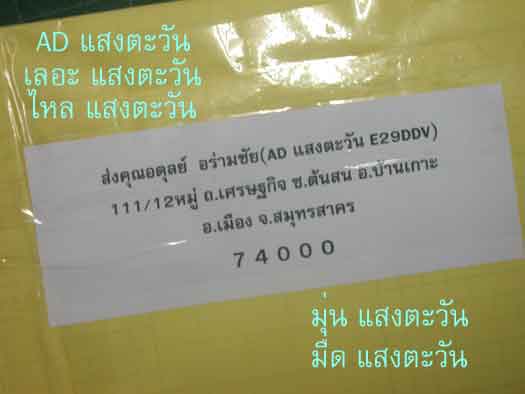 AD แสงตะวัน
เลอะ แสงตะวัน
ไหล แสงตะวัน
ส่งคุณอดุลย์ อร่ามชัย(AD แสงตะวัน E29DDV)
111/12หมู่ ถ.เศรษฐกิจ ซ.ต้นสน อ.บ้านเกาะ
อ.เมือง จ.สมุทรสาคร
74000
มุ่น แสงตะวัน
มืด แสงตะวัน